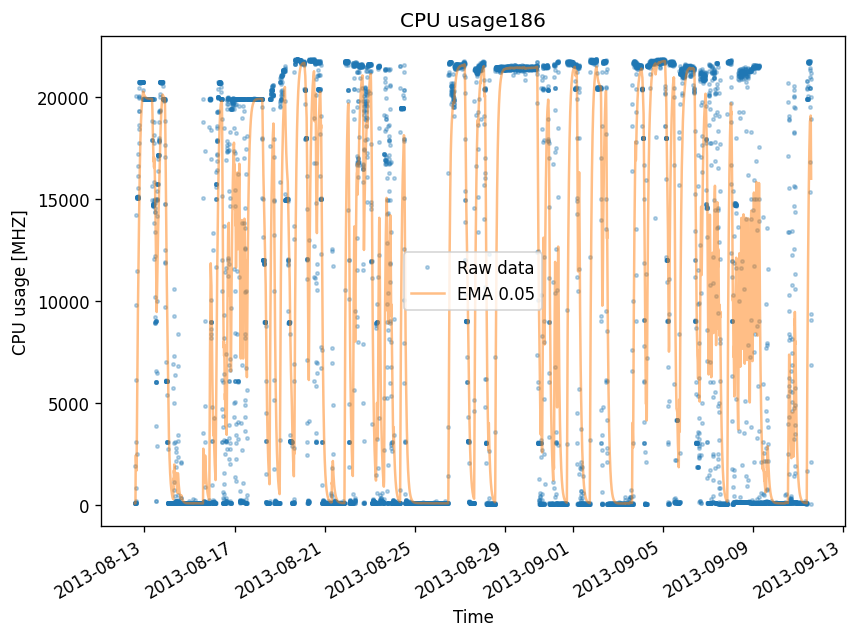 CPU usage186
CPU usage [MHZ]
20000
15000
10000
5000
0
Raw data
EMA 0.05
2013-08-13
2013-08-17
2013-08-21
2013-08-25
2013-08-29
2013-09-01
2013-09-05
2013-09-09
2013-09-13
Time